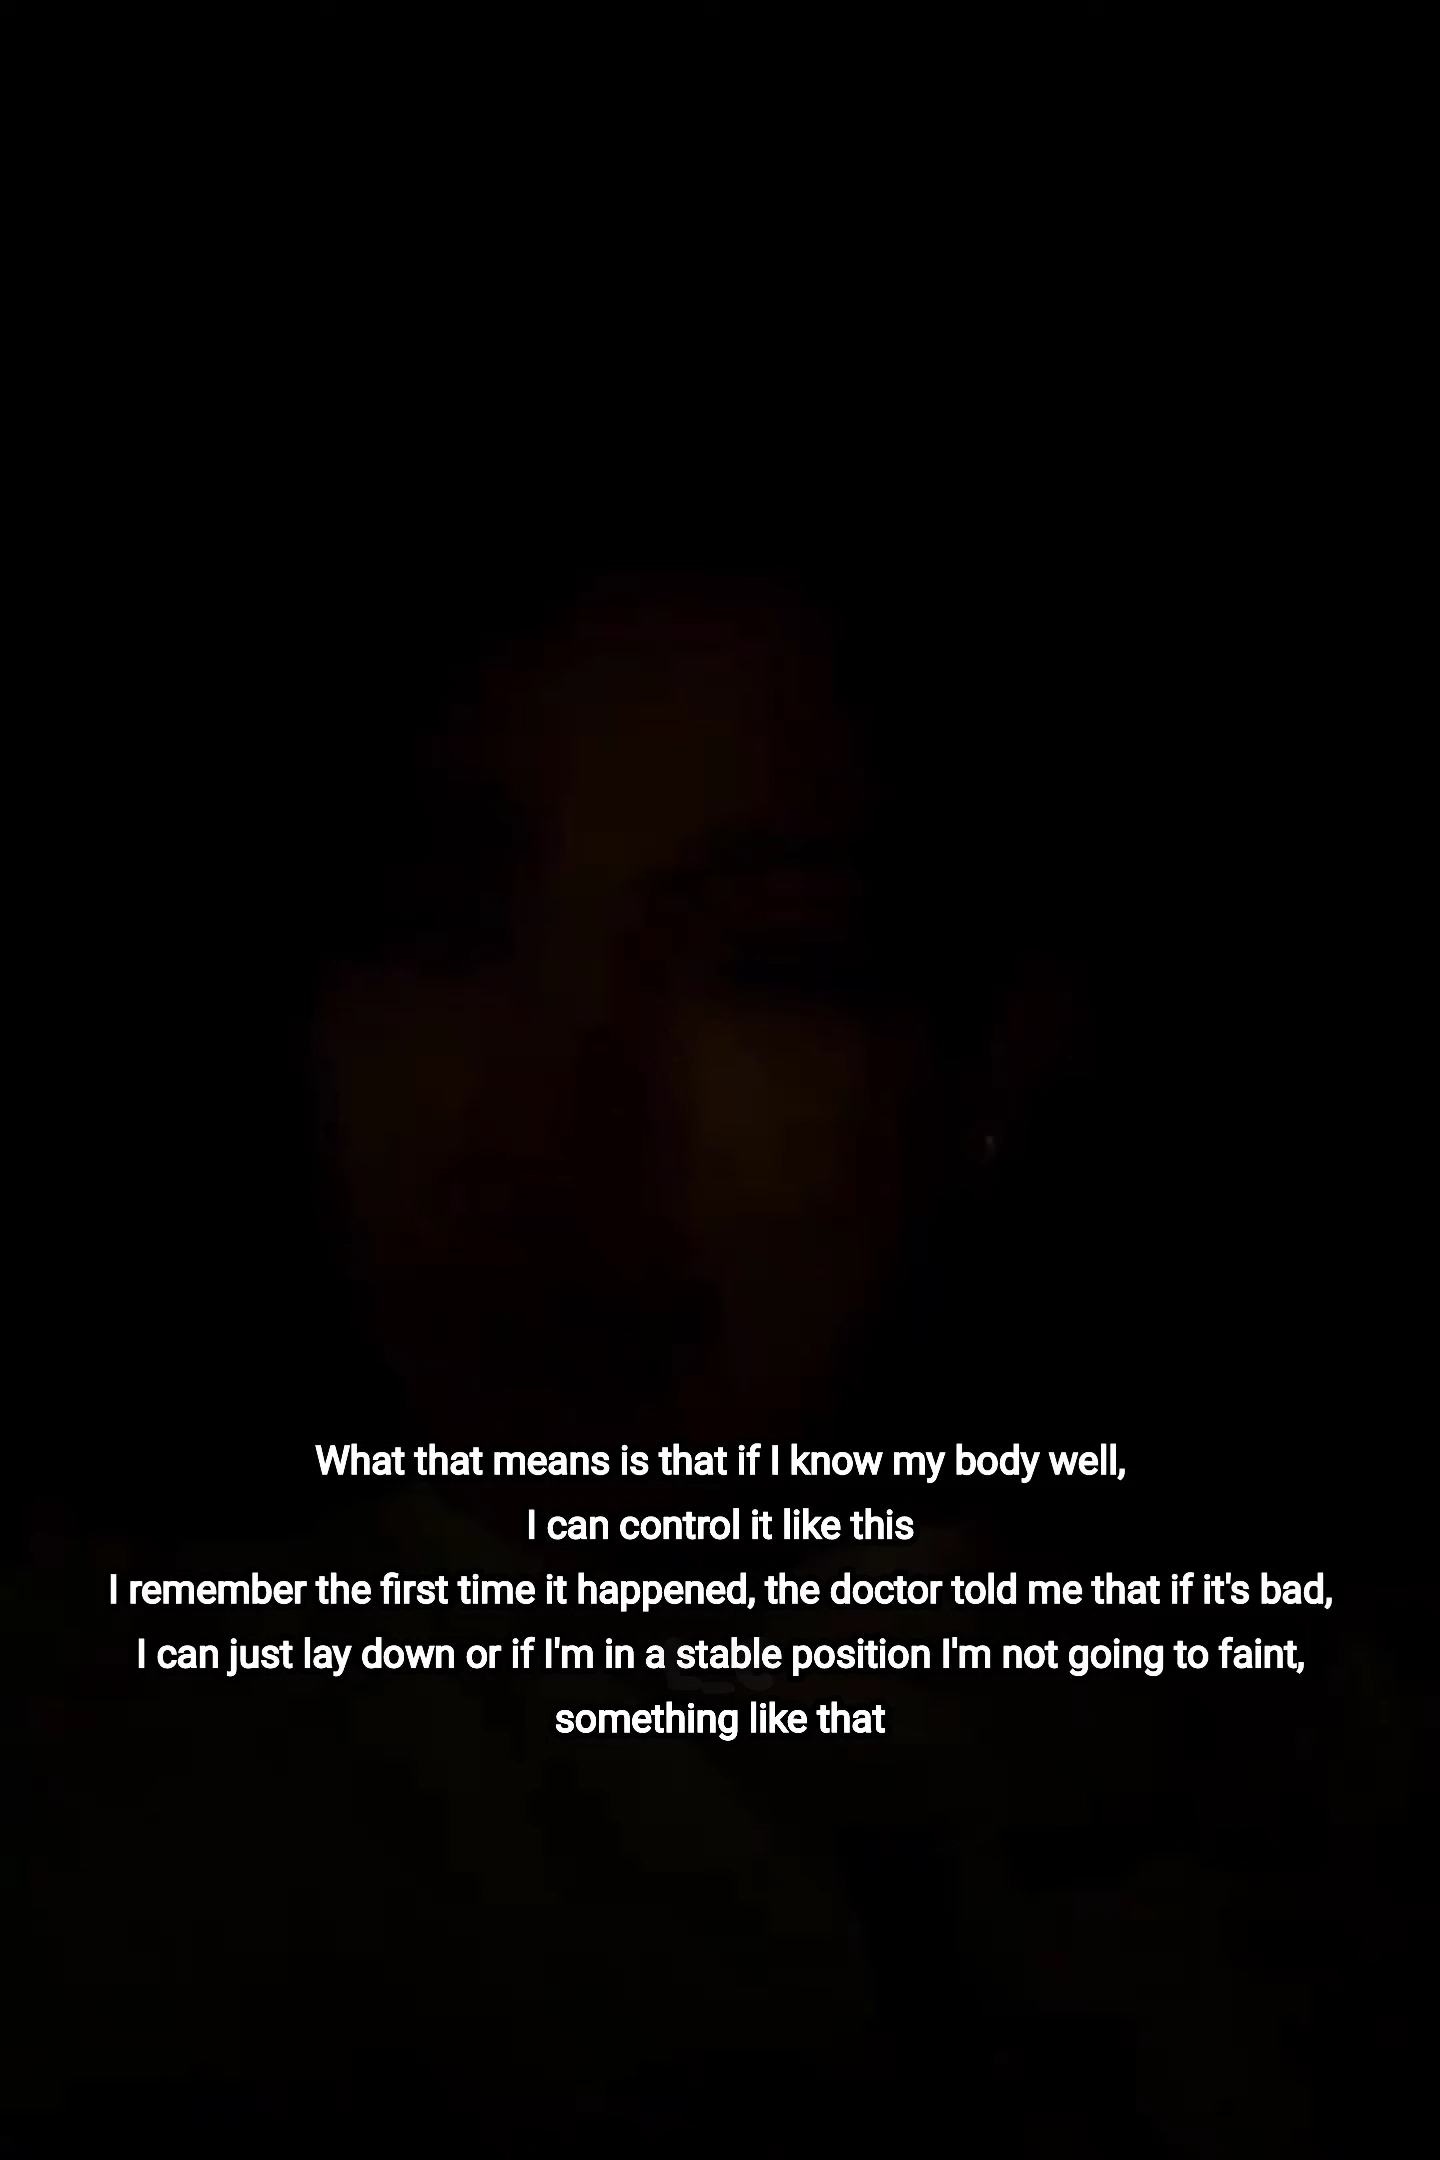 What that means is that if I know my body well,
I can control it like this
I remember the first time it happened, the doctor told me that if it's bad,
I can just lay down or if I'm in a stable position I'm not going to faint,
something like that